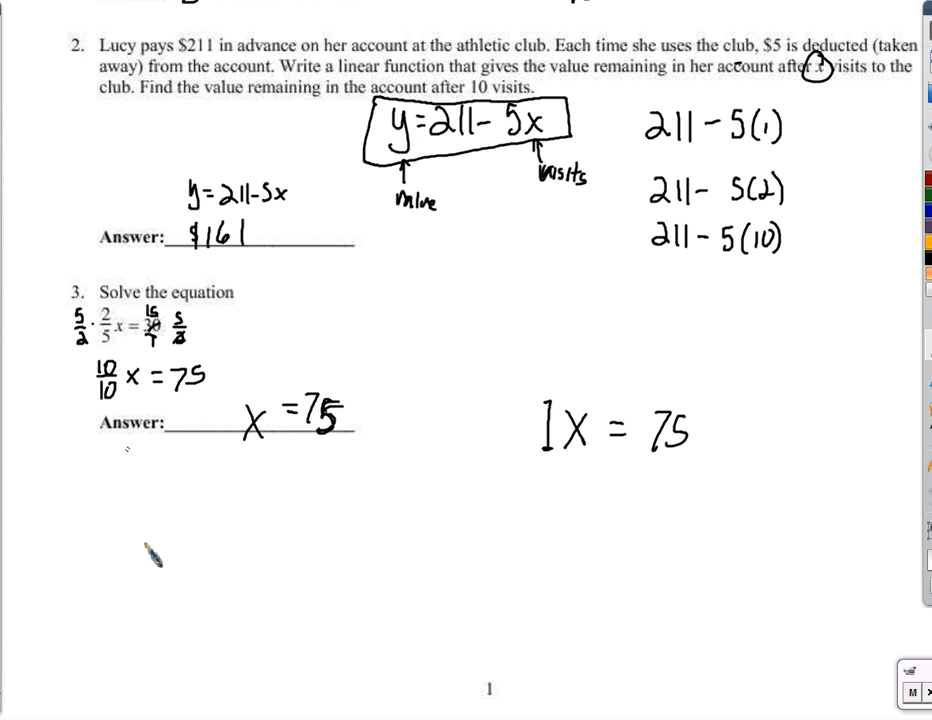 2. Lucy pays $211 in advance on her account at the athletic club. Each time she uses the club, $5 is deducted (taken
away) from the account. Write a linear function that gives the value remaining in her account after x visits to the
club. Find the value remaining in the account after 10 visits.
y=211-5x
211-5(1)
visits
value
211-5(2)
y=211-5x
211-5(10)
Answer: $161
3. Solve the equation
5/2 · 2/5 x = 30/1 5/2
15
10/10 x = 75
Answer: x = 75
1x = 75
1
M